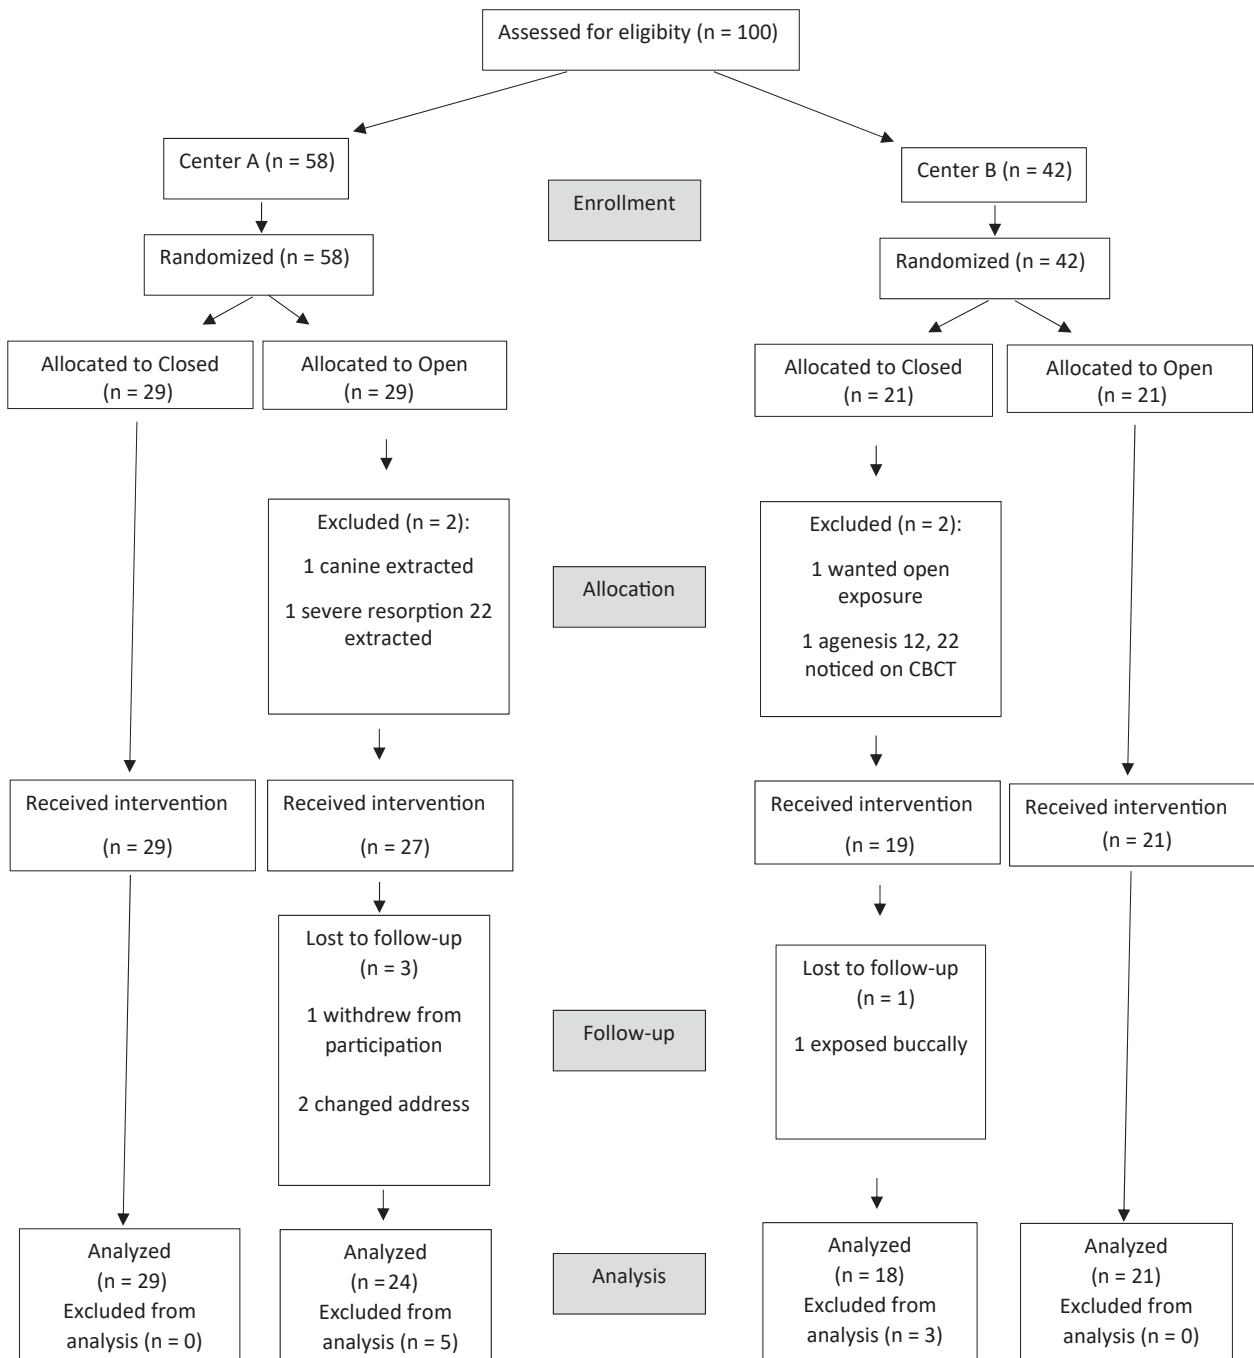 Assessed for eligibity (n = 100)
Center A (n = 58)
Center B (n = 42)
Enrollment
Randomized (n = 58)
Randomized (n = 42)
Allocated to Closed
(n = 29)
Allocated to Open
(n = 29)
Allocated to Closed
(n = 21)
Allocated to Open
(n = 21)
Excluded (n = 2):
1 canine extracted
1 severe resorption 22
extracted
Allocation
Excluded (n = 2):
1 wanted open
exposure
1 agenesis 12, 22
noticed on CBCT
Received intervention
(n = 29)
Received intervention
(n = 27)
Received intervention
(n = 19)
Received intervention
(n = 21)
Lost to follow-up
(n = 3)
1 withdrew from
participation
2 changed address
Follow-up
Lost to follow-up
(n = 1)
1 exposed buccally
Analyzed
(n = 29)
Excluded from
analysis (n = 0)
Analyzed
(n = 24)
Excluded from
analysis (n = 5)
Analysis
Analyzed
(n = 18)
Excluded from
analysis (n = 3)
Analyzed
(n = 21)
Excluded from
analysis (n = 0)